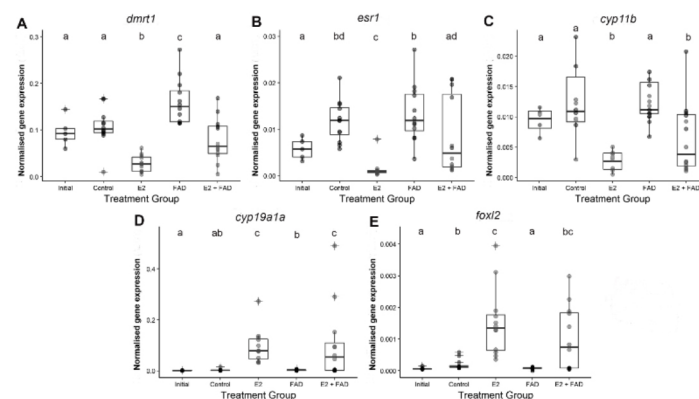 A
dmrt1
a a b c a
Normalised gene expression
0.3
0.2
0.1
0.0
Initial Control E2 FAD E2 + FAD
Treatment Group
B
esr1
a bd c b ad
Normalised gene expression
0.03
0.02
0.01
0.00
Initial Control E2 FAD E2 + FAD
Treatment Group
C
cyp11b
a a b a b
Normalised gene expression
0.020
0.015
0.010
0.005
0.000
Initial Control E2 FAD E2 + FAD
Treatment Group
D
cyp19a1a
a ab c b c
Normalised gene expression
0.4
0.2
0.0
Initial Control E2 FAD E2 + FAD
Treatment Group
E
foxl2
a b c a bc
Normalised gene expression
0.004
0.003
0.002
0.001
0.000
Initial Control E2 FAD E2 + FAD
Treatment Group